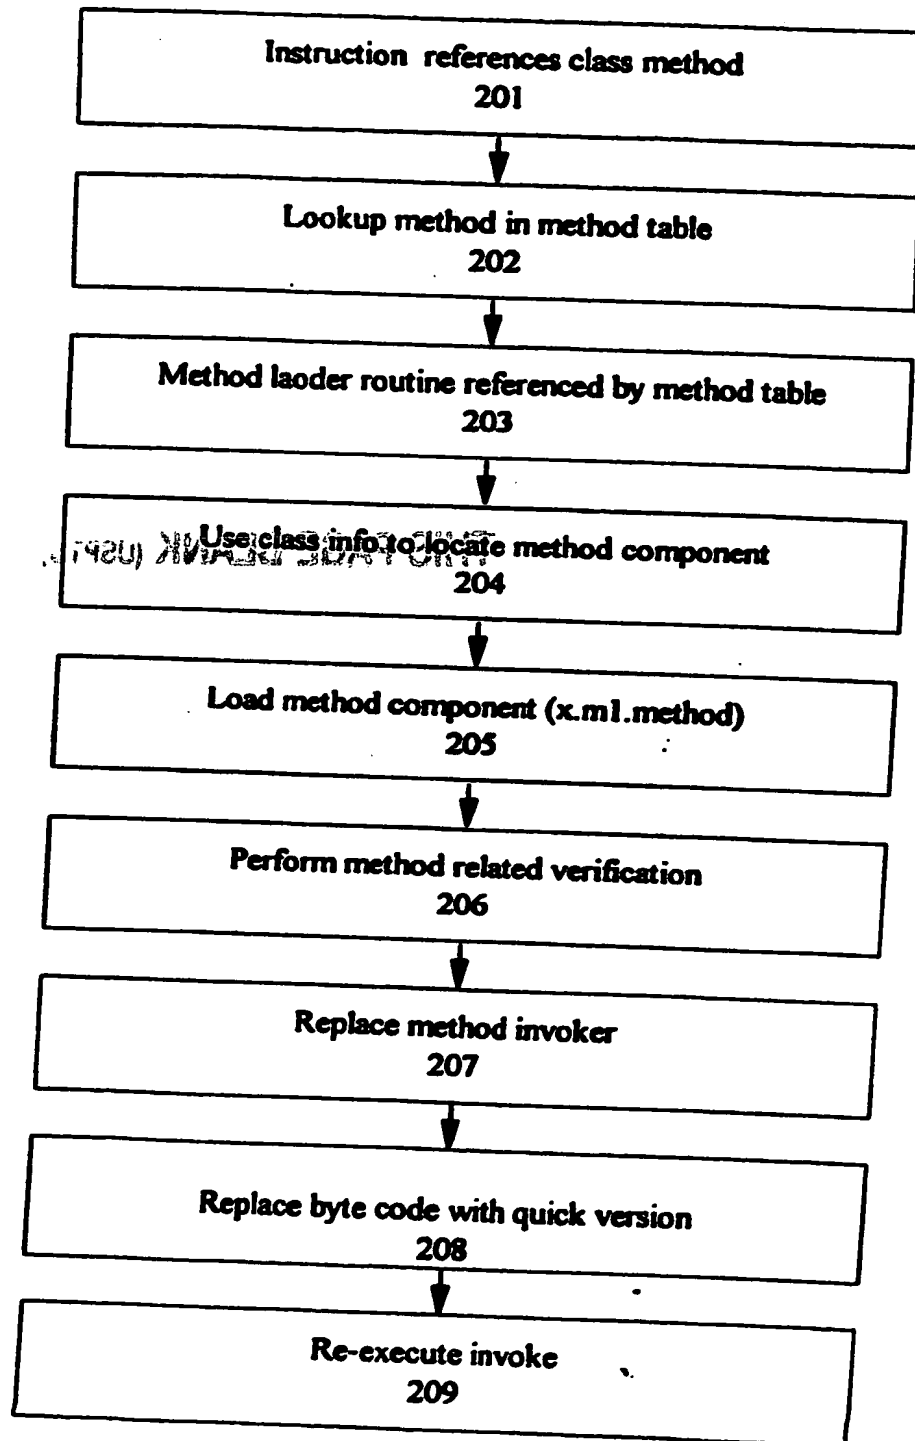 Instruction references class method
201
Lookup method in method table
202
Method laoder routine referenced by method table
203
Use class info to locate method component
204
Load method component (x.m1.method)
205
Perform method related verification
206
Replace method invoker
207
Replace byte code with quick version
208
Re-execute invoke
209